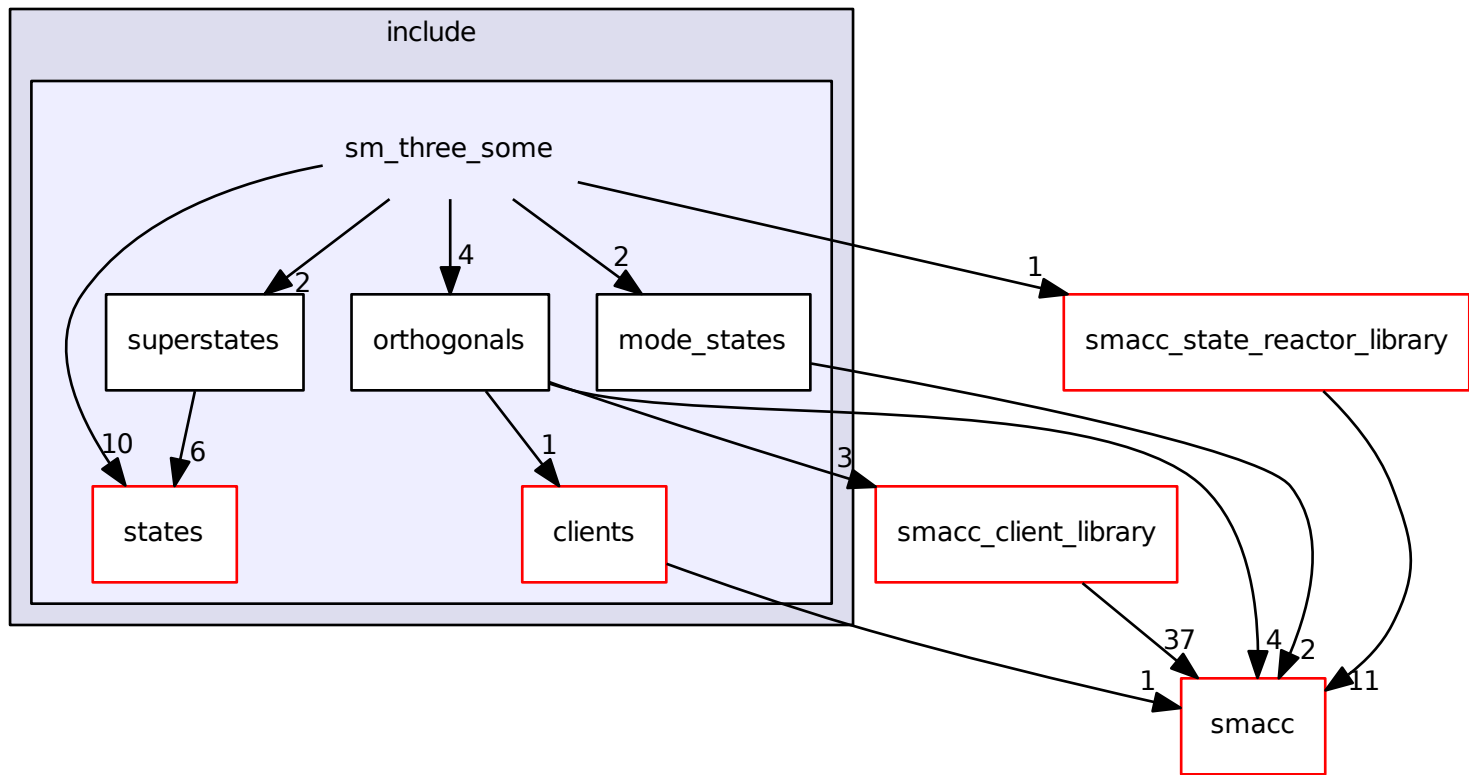 include
sm_three_some
4
2
2
1
superstates
orthogonals
mode_states
smacc_state_reactor_library
10
6
1
3
states
clients
smacc_client_library
37
4
2
1
11
smacc